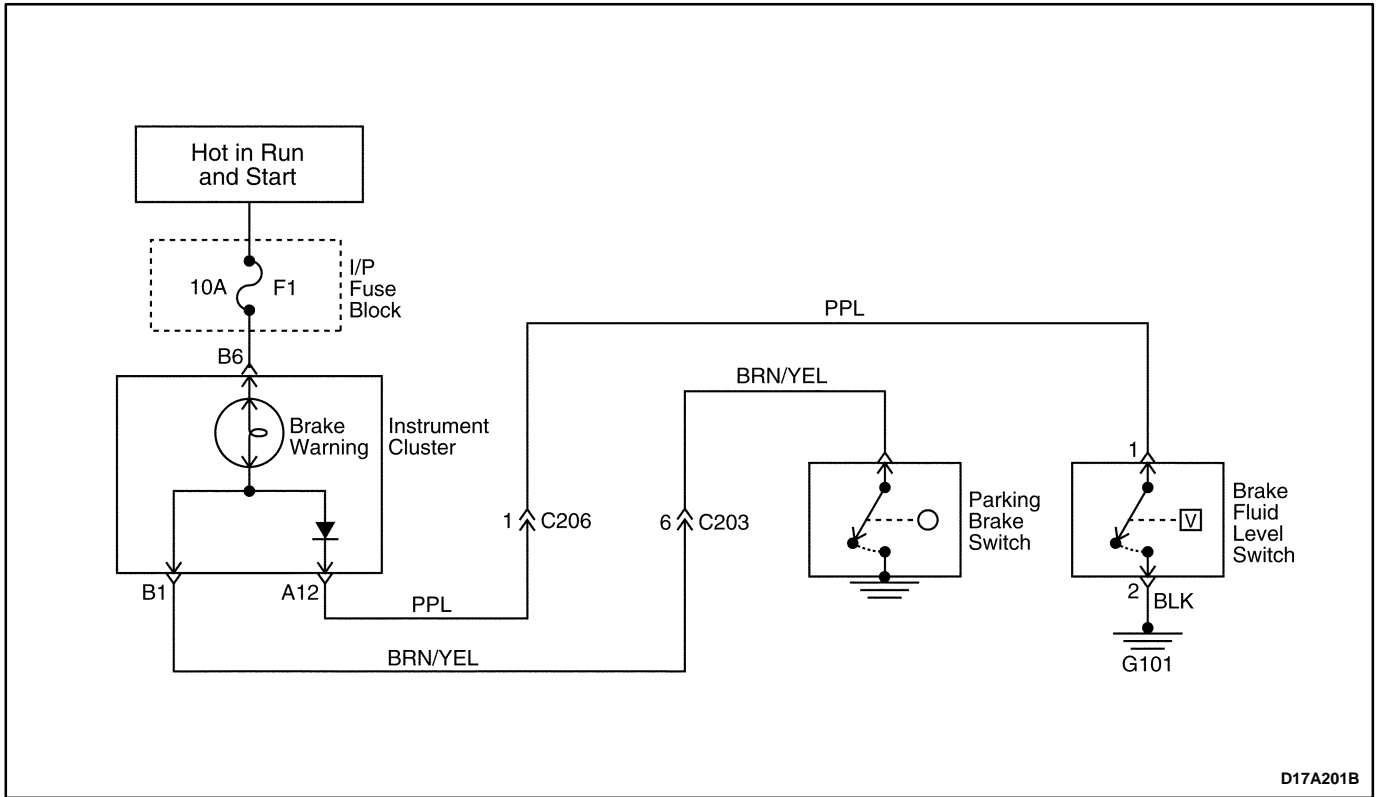 Hot in Run
and Start
10A
F1
I/P
Fuse
Block
B6
Brake
Warning
Instrument
Cluster
B1
A12
PPL
BRN/YEL
1
C206
6
C203
PPL
BRN/YEL
Parking
Brake
Switch
1
V
Brake
Fluid
Level
Switch
2
BLK
G101
D17A201B